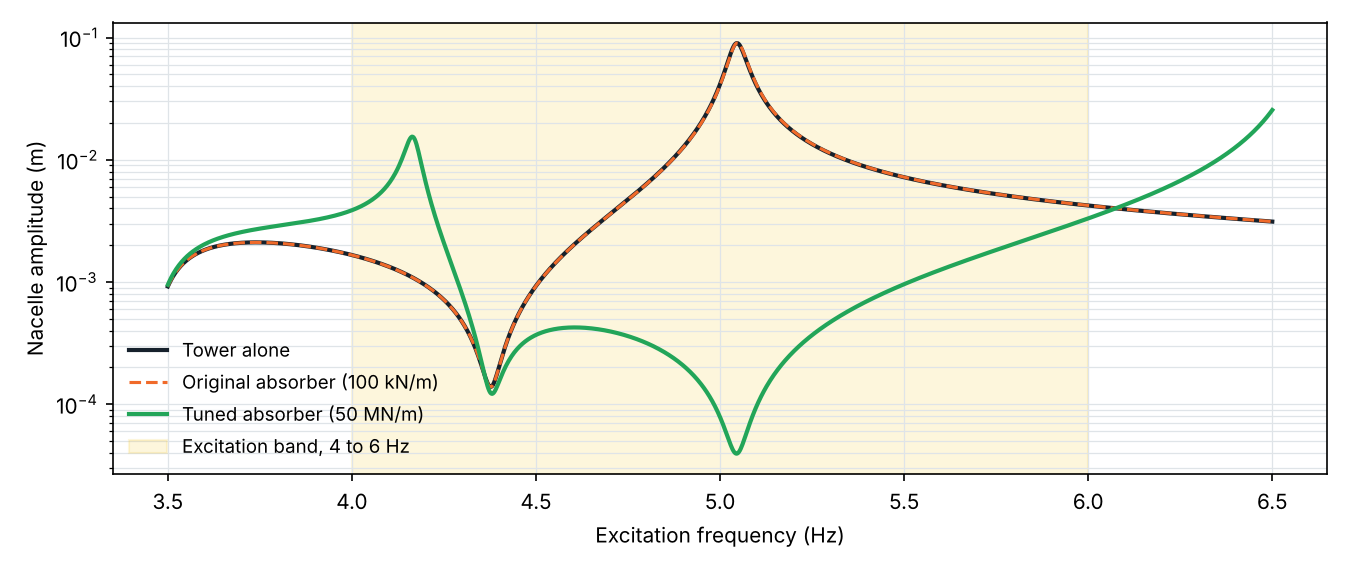 Nacelle amplitude (m)
10⁻¹
10⁻²
10⁻³
10⁻⁴
Tower alone
Original absorber (100 kN/m)
Tuned absorber (50 MN/m)
Excitation band, 4 to 6 Hz
3.5 4.0 4.5 5.0 5.5 6.0 6.5
Excitation frequency (Hz)